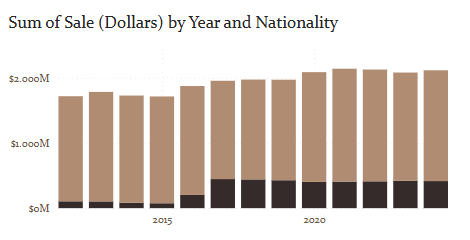 Sum of Sale (Dollars) by Year and Nationality
$2.000M
$1.000M
$0M
2015 2020